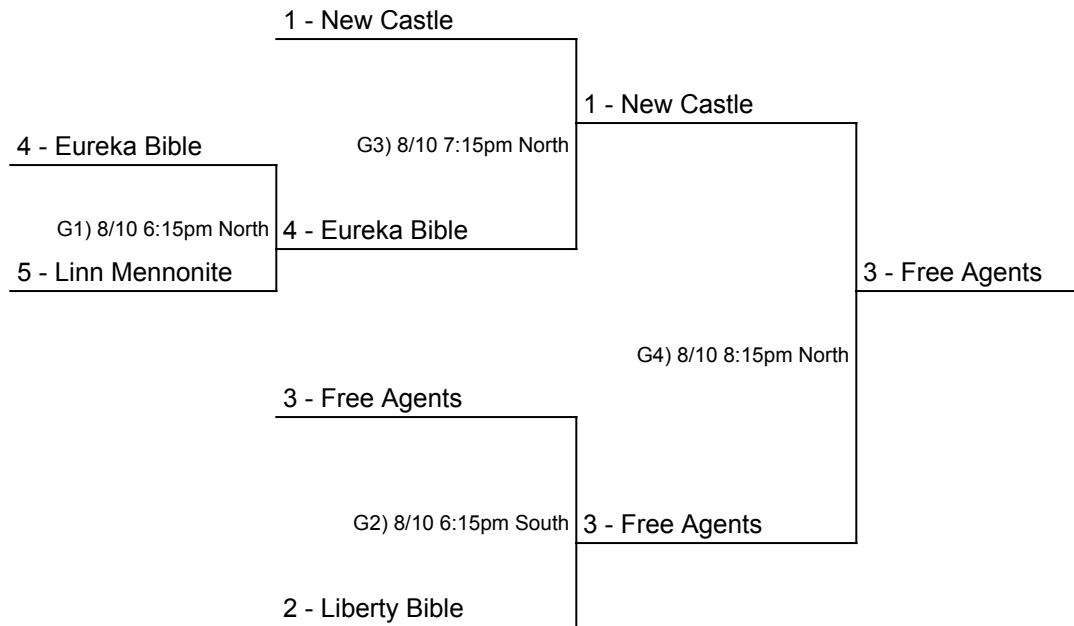 1 - New Castle
1 - New Castle
4 - Eureka Bible
G3) 8/10 7:15pm North
G1) 8/10 6:15pm North
4 - Eureka Bible
5 - Linn Mennonite
3 - Free Agents
G4) 8/10 8:15pm North
3 - Free Agents
G2) 8/10 6:15pm South
3 - Free Agents
2 - Liberty Bible